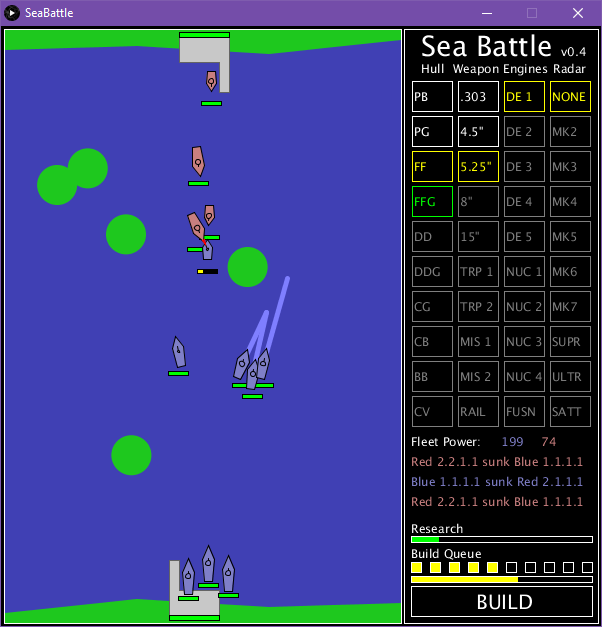 SeaBattle
Sea Battle v0.4
Hull Weapon Engines Radar
PB .303 DE 1 NONE
PG 4.5" DE 2 MK2
FF 5.25" DE 3 MK3
FFG 8" DE 4 MK4
DD 15" DE 5 MK5
DDG TRP 1 NUC 1 MK6
CG TRP 2 NUC 2 MK7
CB MIS 1 NUC 3 SUPR
BB MIS 2 NUC 4 ULTR
CV RAIL FUSN SATT
Fleet Power: 199 74
Red 2.2.1.1 sunk Blue 1.1.1.1
Blue 1.1.1.1 sunk Red 2.1.1.1
Red 2.2.1.1 sunk Blue 1.1.1.1
Research
Build Queue
BUILD